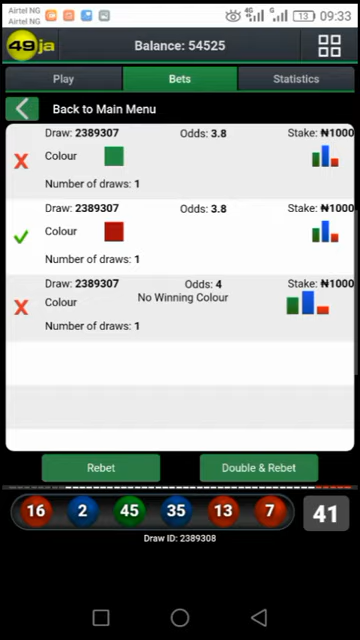 Airtel NG
Airtel NG
4G
G
13
09:33
49ja
Balance: 54525
Play
Bets
Statistics
Back to Main Menu
Draw: 2389307
Odds: 3.8
Stake: ₦1000
Colour
Number of draws: 1
Draw: 2389307
Odds: 3.8
Stake: ₦1000
Colour
Number of draws: 1
Draw: 2389307
Odds: 4
Stake: ₦1000
Colour
No Winning Colour
Number of draws: 1
Rebet
Double & Rebet
16 2 45 35 13 7 41
Draw ID: 2389308